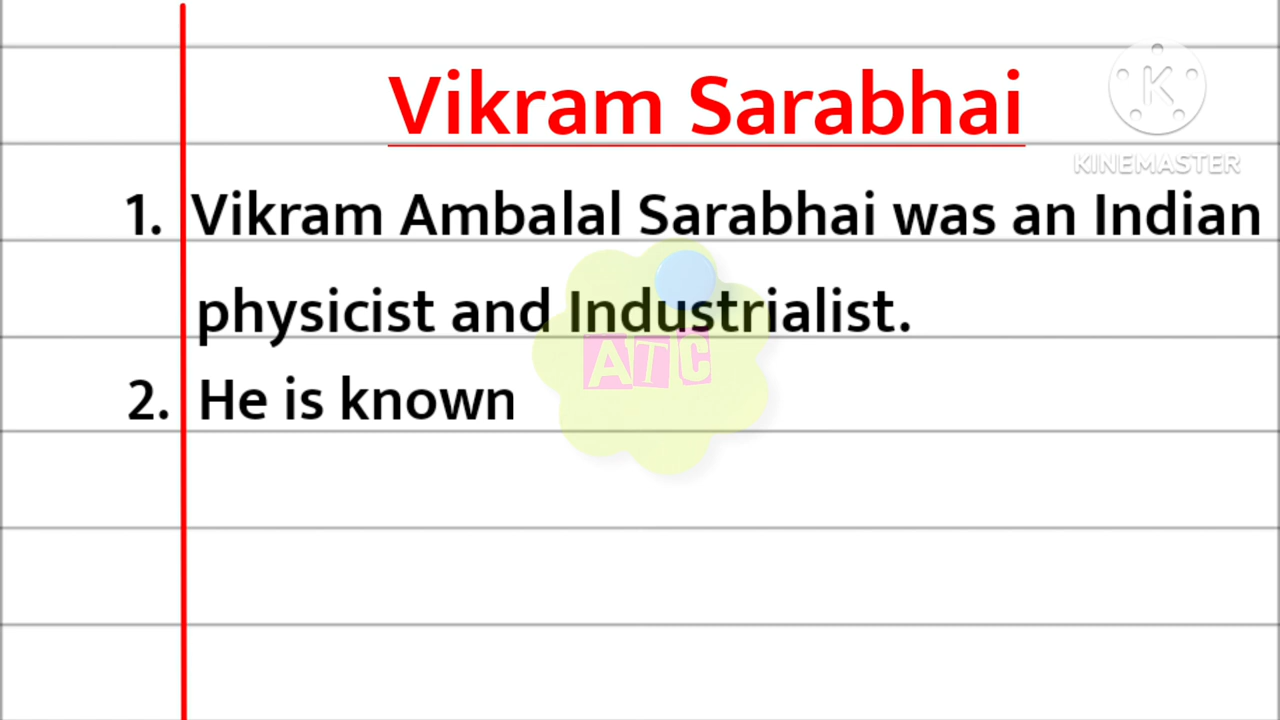 Vikram Sarabhai
KINEMASTER
1. Vikram Ambalal Sarabhai was an Indian
physicist and Industrialist.
ATC
2. He is known